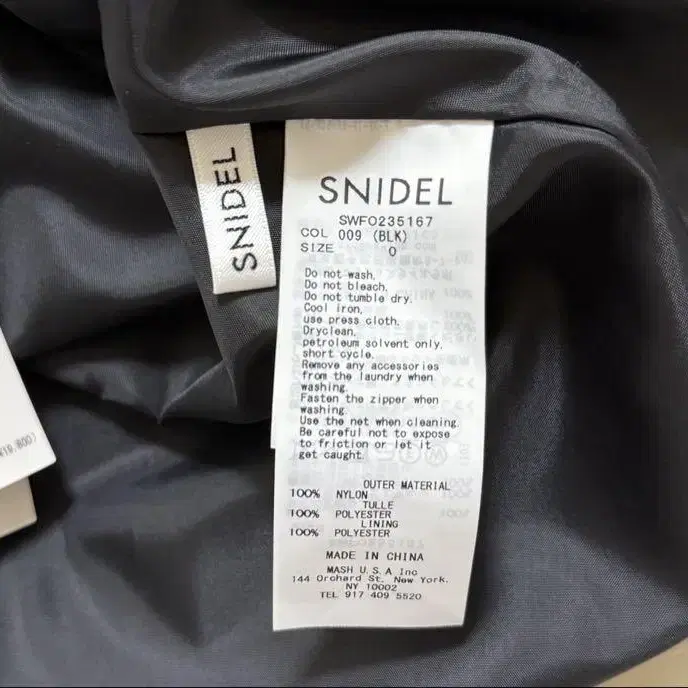 SNIDEL
SNIDEL
SWFO235167
COL 009 (BLK)
SIZE 0
Do not wash.
Do not bleach.
Do not tumble dry.
Cool iron.
use press cloth.
Dryclean.
petroleum solvent only.
short cycle.
Remove any accessories
from the laundry when
washing.
Fasten the zipper when
washing.
Use the net when cleaning.
Be careful not to expose
to friction or let it
get caught.
OUTER MATERIAL
100% NYLON
TULLE
100% POLYESTER
LINING
100% POLYESTER
MADE IN CHINA
MASH U.S.A Inc
144 Orchard St. New York.
NY 10002
TEL 917 409 5520
¥19,800)